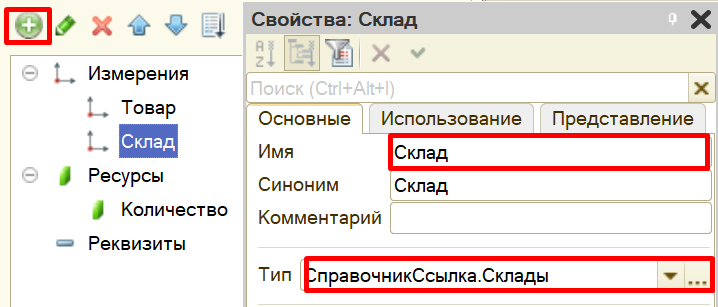 Измерения
Товар
Склад
Ресурсы
Количество
Реквизиты
Свойства: Склад
Поиск (Ctrl+Alt+I)
Основные Использование Представление
Имя Склад
Синоним Склад
Комментарий
Тип СправочникСсылка.Склады ...